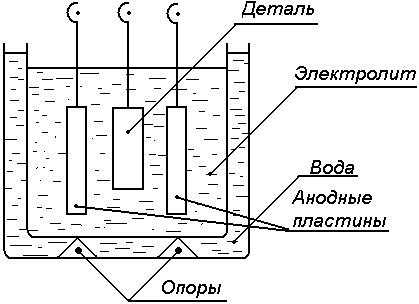 Деталь
Электролит
Вода
Анодные
пластины
Опоры